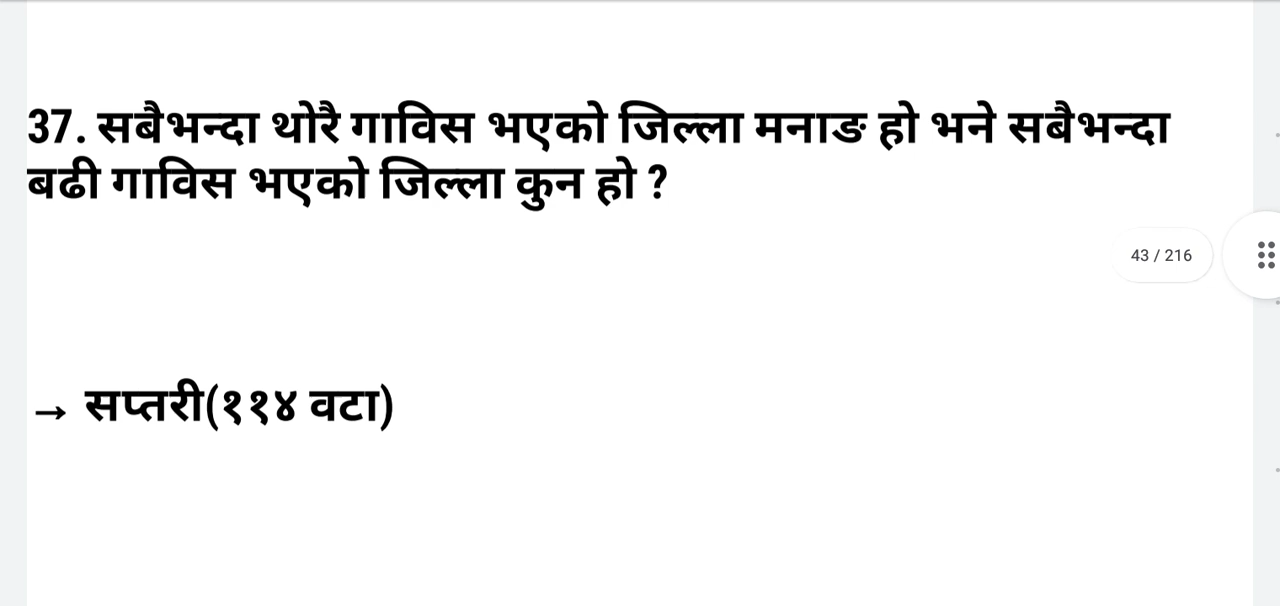 37. सबैभन्दा थोरै गाविस भएको जिल्ला मनाङ हो भने सबैभन्दा
बढी गाविस भएको जिल्ला कुन हो ?
43 / 216
→ सप्तरी(११४ वटा)